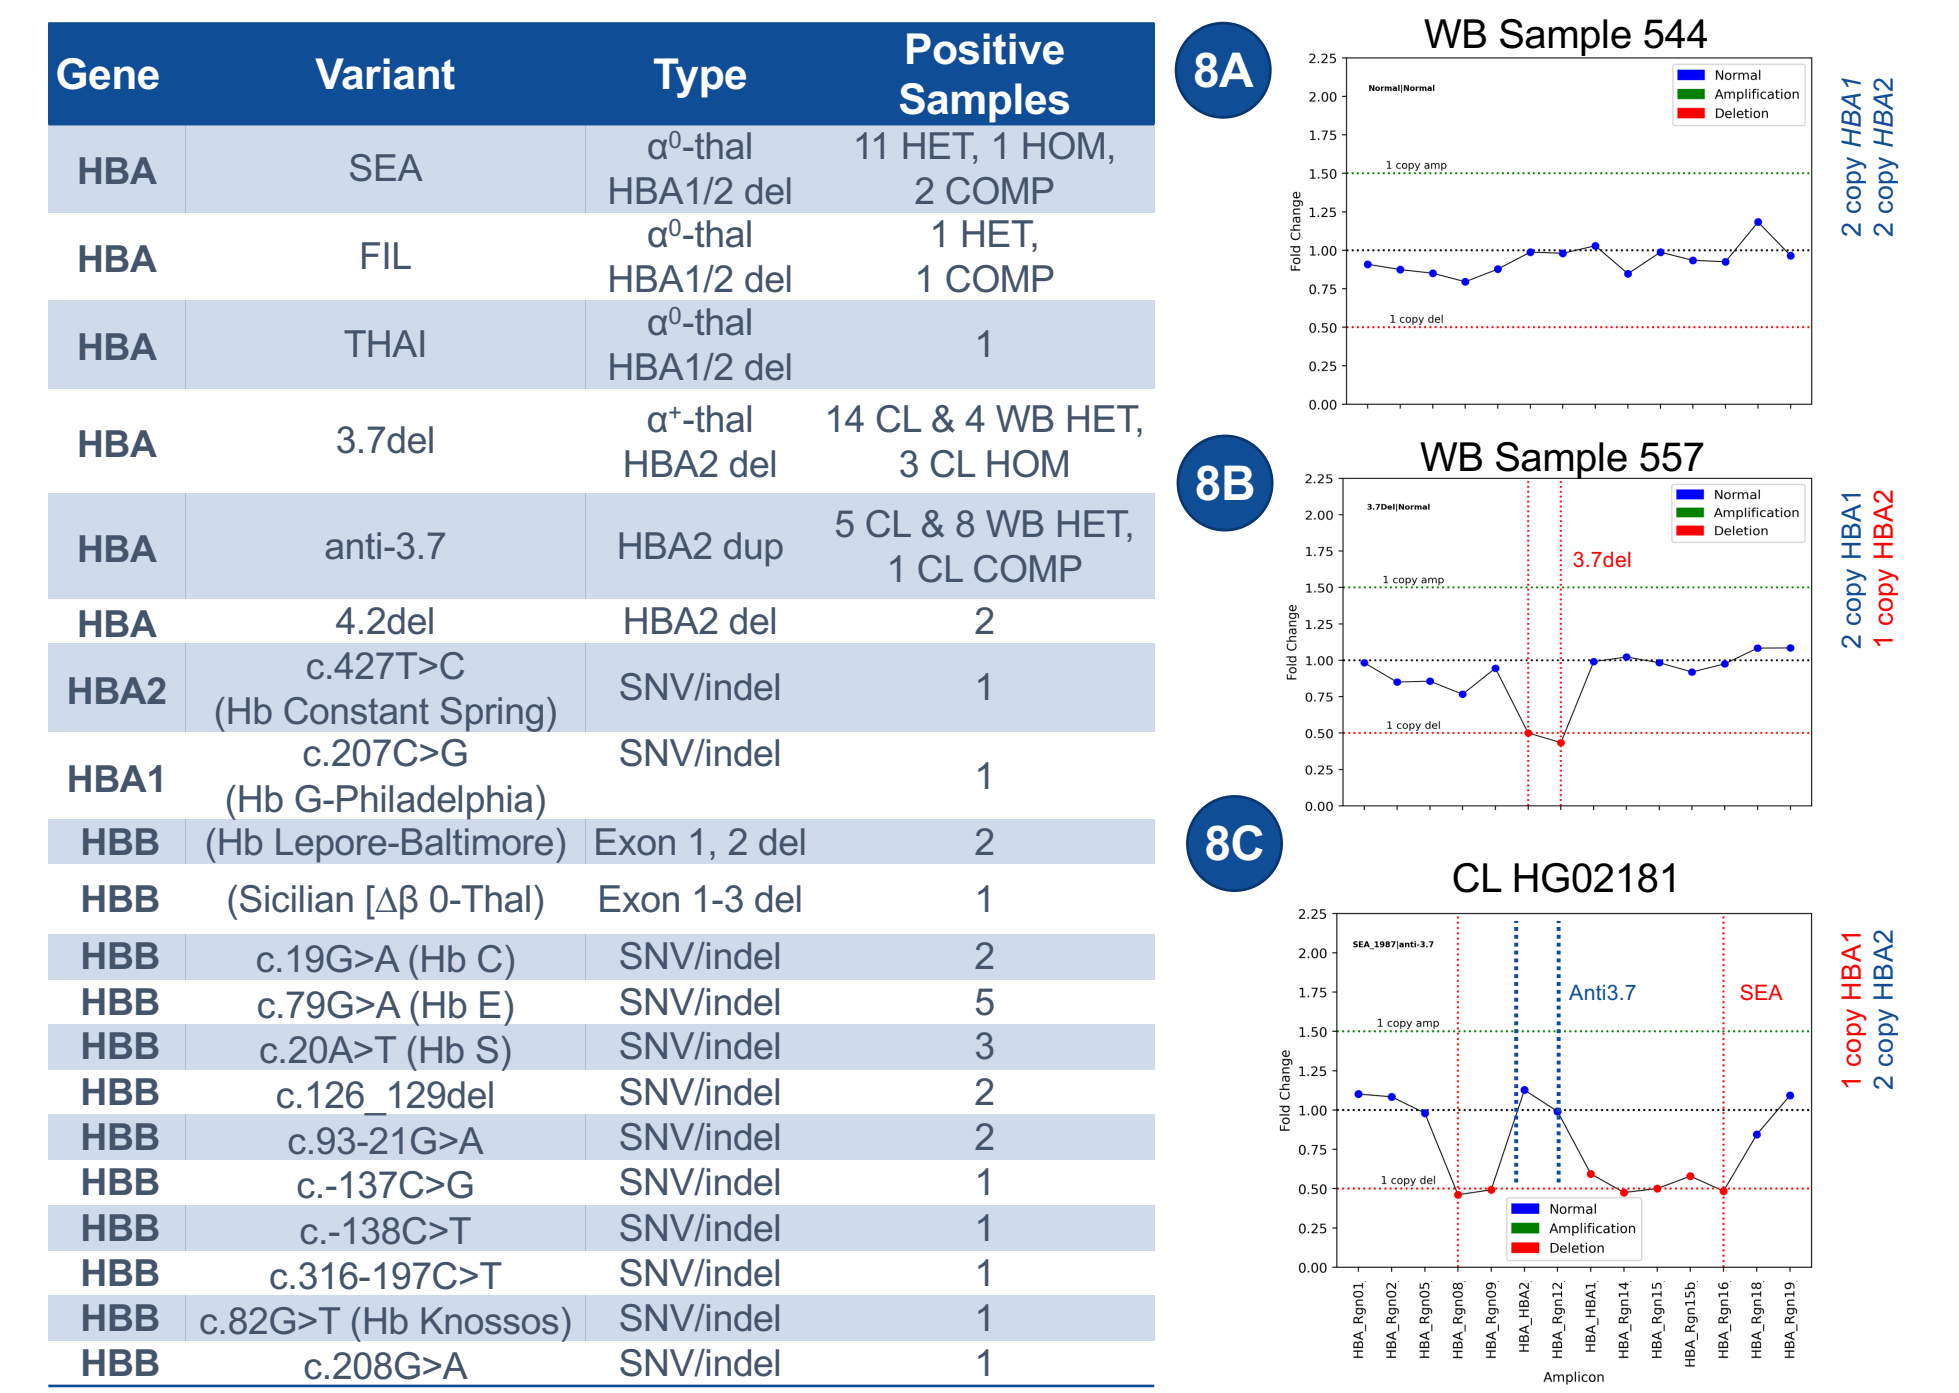 Gene Variant Type Positive Samples
HBA SEA α⁰-thal HBA1/2 del 11 HET, 1 HOM, 2 COMP
HBA FIL α⁰-thal HBA1/2 del 1 HET, 1 COMP
HBA THAI α⁰-thal HBA1/2 del 1
HBA 3.7del α⁺-thal HBA2 del 14 CL & 4 WB HET, 3 CL HOM
HBA anti-3.7 HBA2 dup 5 CL & 8 WB HET, 1 CL COMP
HBA 4.2del HBA2 del 2
HBA2 c.427T>C (Hb Constant Spring) SNV/indel 1
HBA1 c.207C>G (Hb G-Philadelphia) SNV/indel 1
HBB (Hb Lepore-Baltimore) Exon 1, 2 del 2
HBB (Sicilian [Δβ 0-Thal) Exon 1-3 del 1
HBB c.19G>A (Hb C) SNV/indel 2
HBB c.79G>A (Hb E) SNV/indel 5
HBB c.20A>T (Hb S) SNV/indel 3
HBB c.126_129del SNV/indel 2
HBB c.93-21G>A SNV/indel 2
HBB c.-137C>G SNV/indel 1
HBB c.-138C>T SNV/indel 1
HBB c.316-197C>T SNV/indel 1
HBB c.82G>T (Hb Knossos) SNV/indel 1
HBB c.208G>A SNV/indel 1
8A
WB Sample 544
2.25
2.00
1.75
1.50
1.25
1.00
0.75
0.50
0.25
0.00
Fold Change
Normal|Normal
1 copy amp
1 copy del
Normal
Amplification
Deletion
2 copy HBA1
2 copy HBA2
8B
WB Sample 557
2.25
2.00
1.75
1.50
1.25
1.00
0.75
0.50
0.25
0.00
Fold Change
3.7Del|Normal
1 copy amp
1 copy del
3.7del
Normal
Amplification
Deletion
2 copy HBA1
1 copy HBA2
8C
CL HG02181
2.25
2.00
1.75
1.50
1.25
1.00
0.75
0.50
0.25
0.00
Fold Change
SEA_1987|anti-3.7
1 copy amp
1 copy del
Anti3.7
SEA
Normal
Amplification
Deletion
HBA_Rgn01
HBA_Rgn02
HBA_Rgn05
HBA_Rgn08
HBA_Rgn09
HBA_HBA2
HBA_Rgn12
HBA_HBA1
HBA_Rgn14
HBA_Rgn15
HBA_Rgn15b
HBA_Rgn16
HBA_Rgn18
HBA_Rgn19
Amplicon
1 copy HBA1
2 copy HBA2